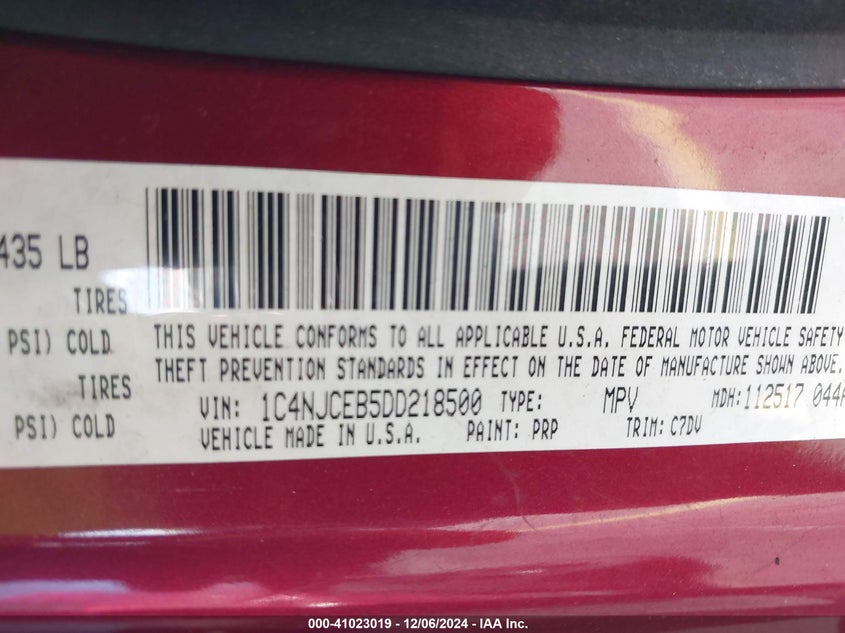 435 LB
TIRES
PSI) COLD
TIRES
PSI) COLD
THIS VEHICLE CONFORMS TO ALL APPLICABLE U.S.A. FEDERAL MOTOR VEHICLE SAFETY
THEFT PREVENTION STANDARDS IN EFFECT ON THE DATE OF MANUFACTURE SHOWN ABOVE.
VIN: 1C4NJCEB5DD218500 TYPE: MPV MDH:112517 044
VEHICLE MADE IN U.S.A. PAINT: PRP TRIM: C7DV
000-41023019 - 12/06/2024 - IAA Inc.